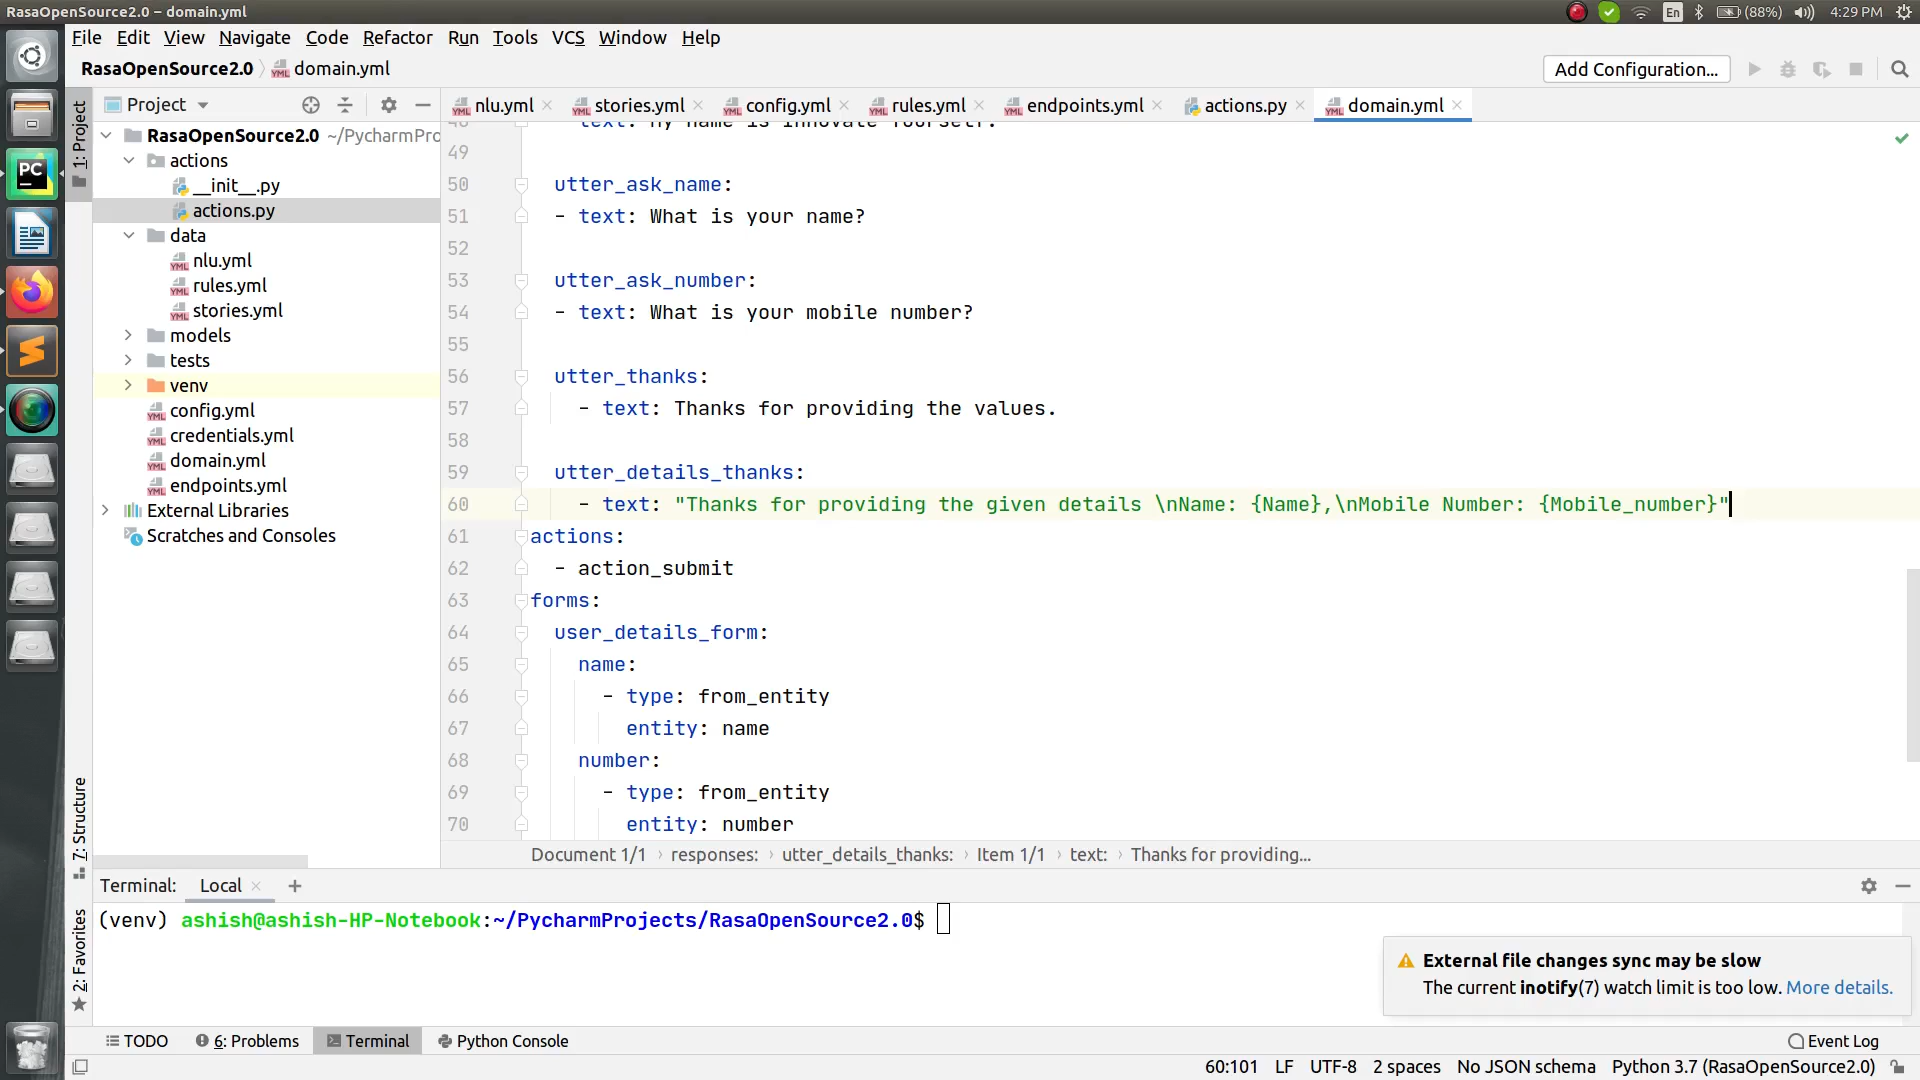 RasaOpenSource2.0 – domain.yml
En
(88%)
4:29 PM
File Edit View Navigate Code Refactor Run Tools VCS Window Help
RasaOpenSource2.0 domain.yml
Add Configuration...
Project
nlu.yml stories.yml config.yml rules.yml endpoints.yml actions.py domain.yml
1: Project
RasaOpenSource2.0 ~/PycharmPro
actions
__init__.py
actions.py
data
nlu.yml
rules.yml
stories.yml
models
tests
venv
config.yml
credentials.yml
domain.yml
endpoints.yml
External Libraries
Scratches and Consoles
48 text: My name is Innovate Yourself.
49
50 utter_ask_name:
51 - text: What is your name?
52
53 utter_ask_number:
54 - text: What is your mobile number?
55
56 utter_thanks:
57 - text: Thanks for providing the values.
58
59 utter_details_thanks:
60 - text: "Thanks for providing the given details \nName: {Name},\nMobile Number: {Mobile_number}"
61 actions:
62 - action_submit
63 forms:
64 user_details_form:
65 name:
66 - type: from_entity
67 entity: name
68 number:
69 - type: from_entity
70 entity: number
Document 1/1 › responses: › utter_details_thanks: › Item 1/1 › text: › Thanks for providing...
7: Structure
2: Favorites
Terminal: Local
(venv) ashish@ashish-HP-Notebook:~/PycharmProjects/RasaOpenSource2.0$
External file changes sync may be slow
The current inotify(7) watch limit is too low. More details.
TODO 6: Problems Terminal Python Console
Event Log
60:101 LF UTF-8 2 spaces No JSON schema Python 3.7 (RasaOpenSource2.0)
PC
YML